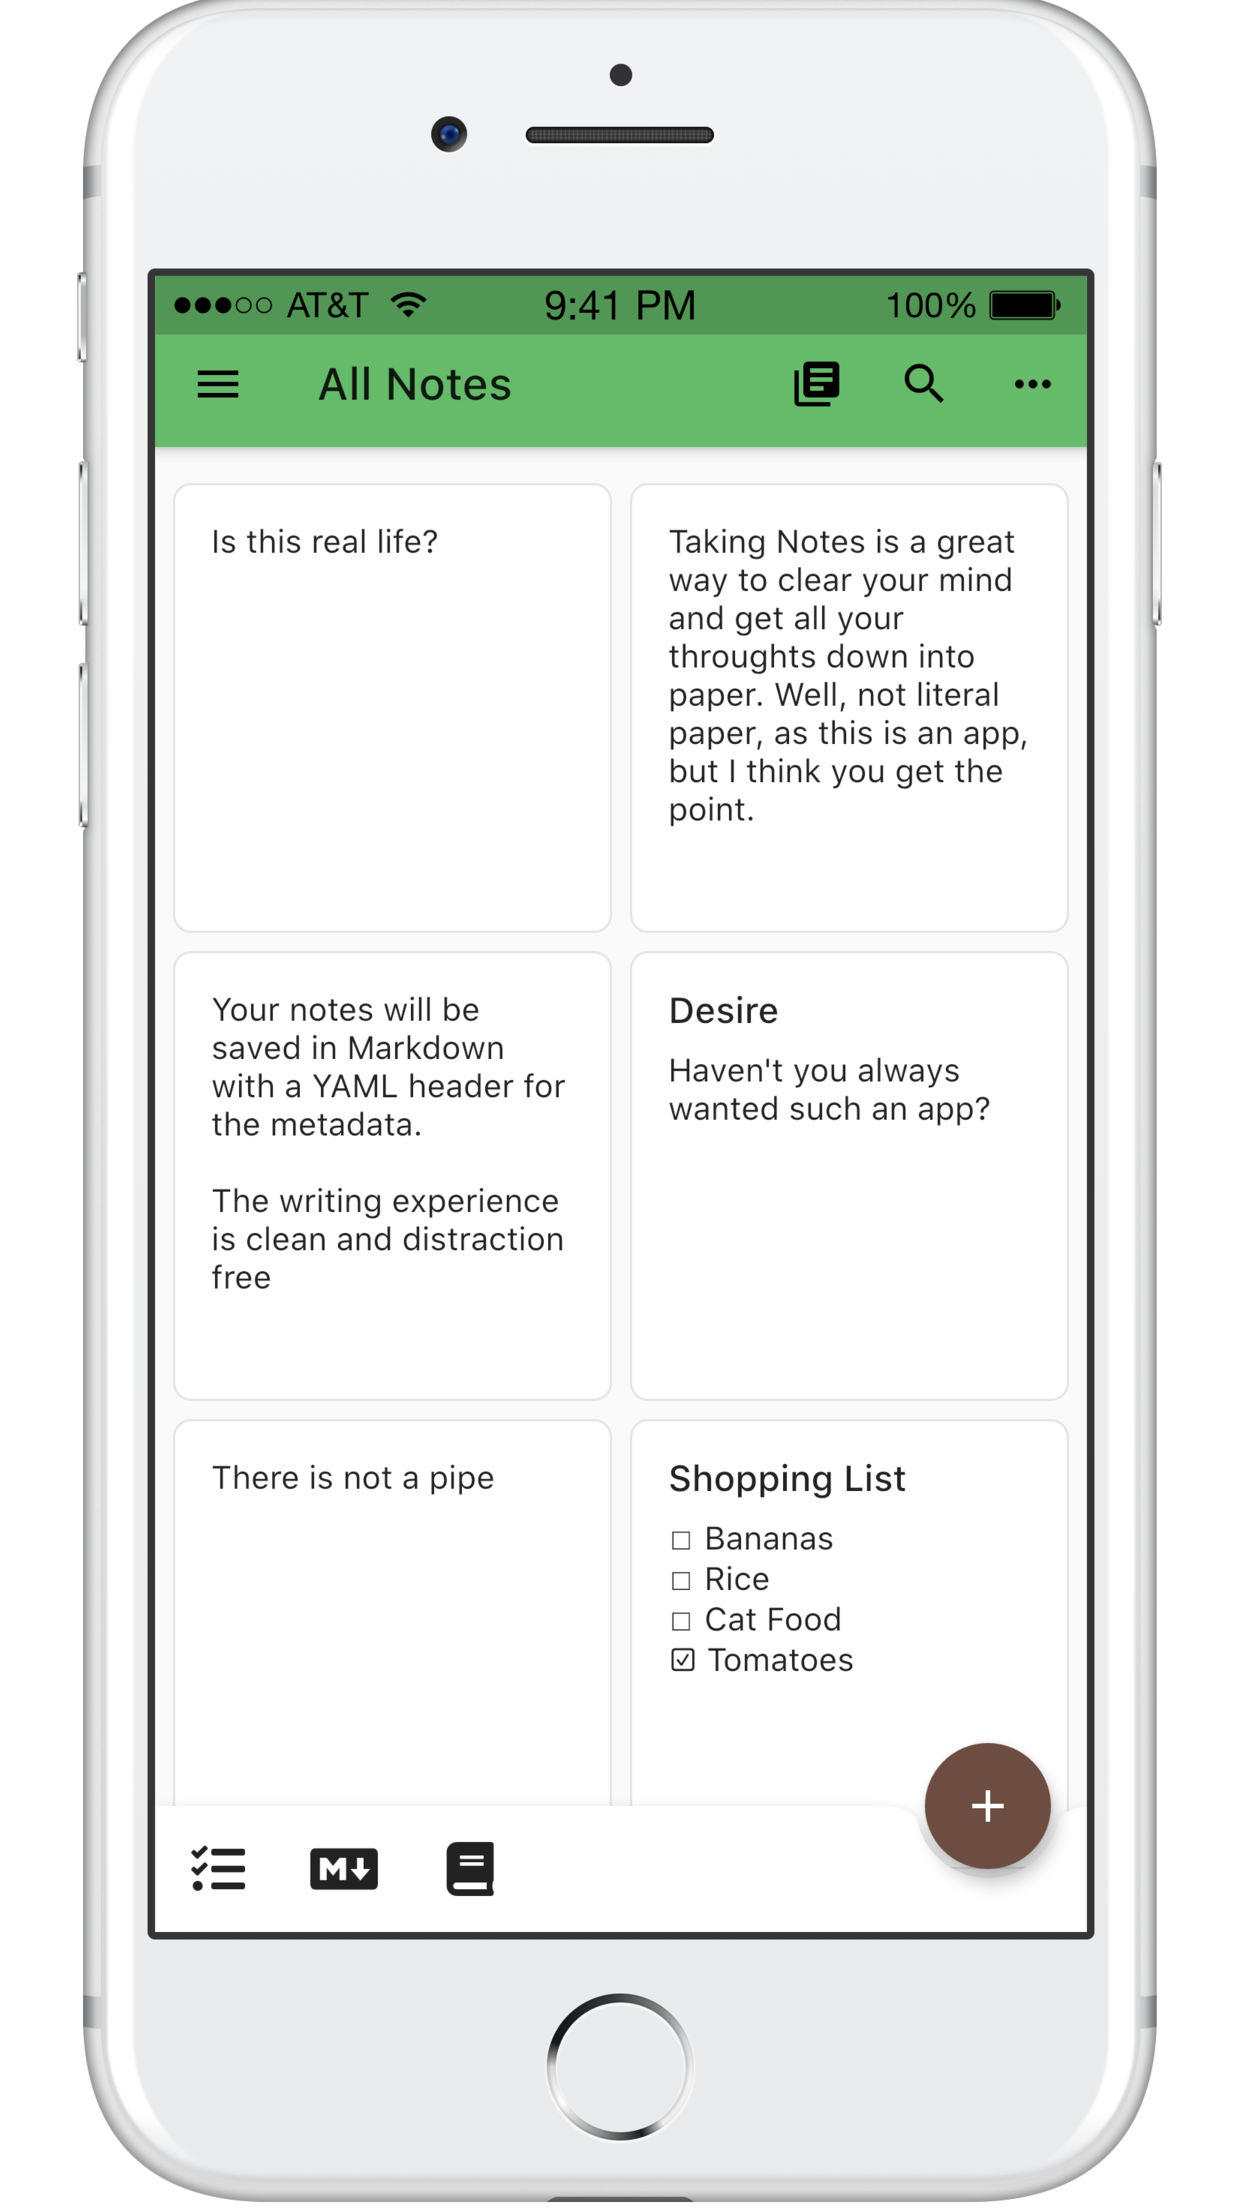 AT&T 9:41 PM 100%
All Notes
Is this real life?
Taking Notes is a great
way to clear your mind
and get all your
throughts down into
paper. Well, not literal
paper, as this is an app,
but I think you get the
point.
Your notes will be
saved in Markdown
with a YAML header for
the metadata.
The writing experience
is clean and distraction
free
Desire
Haven't you always
wanted such an app?
There is not a pipe
Shopping List
☐ Bananas
☐ Rice
☐ Cat Food
☑ Tomatoes
+
M↓